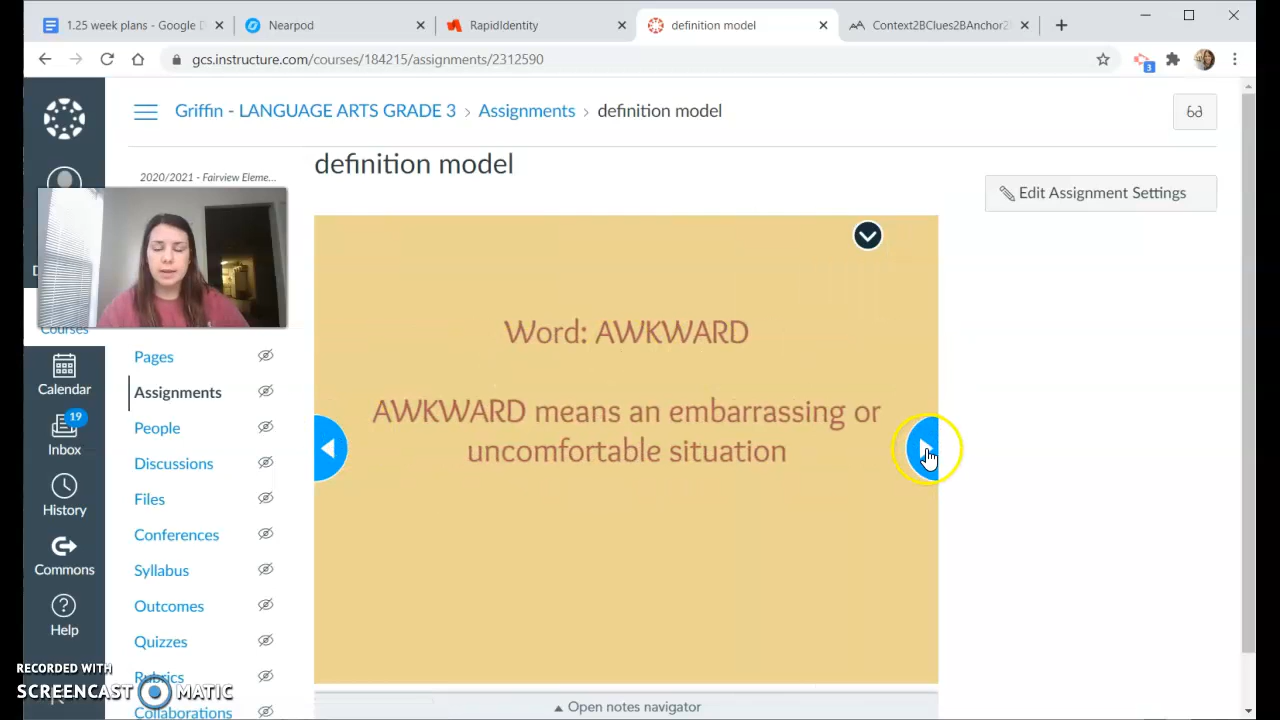 1.25 week plans - Google D
Nearpod
RapidIdentity
definition model
Context2BClues2BAnchor2
gcs.instructure.com/courses/184215/assignments/2312590
3
Griffin - LANGUAGE ARTS GRADE 3 > Assignments > definition model
2020/2021 - Fairview Eleme...
definition model
Edit Assignment Settings
Courses
Calendar
19
Inbox
History
Commons
Help
Pages
Assignments
People
Discussions
Files
Conferences
Syllabus
Outcomes
Quizzes
Rubrics
Collaborations
Word: AWKWARD
AWKWARD means an embarrassing or
uncomfortable situation
Open notes navigator
RECORDED WITH
SCREENCAST MATIC